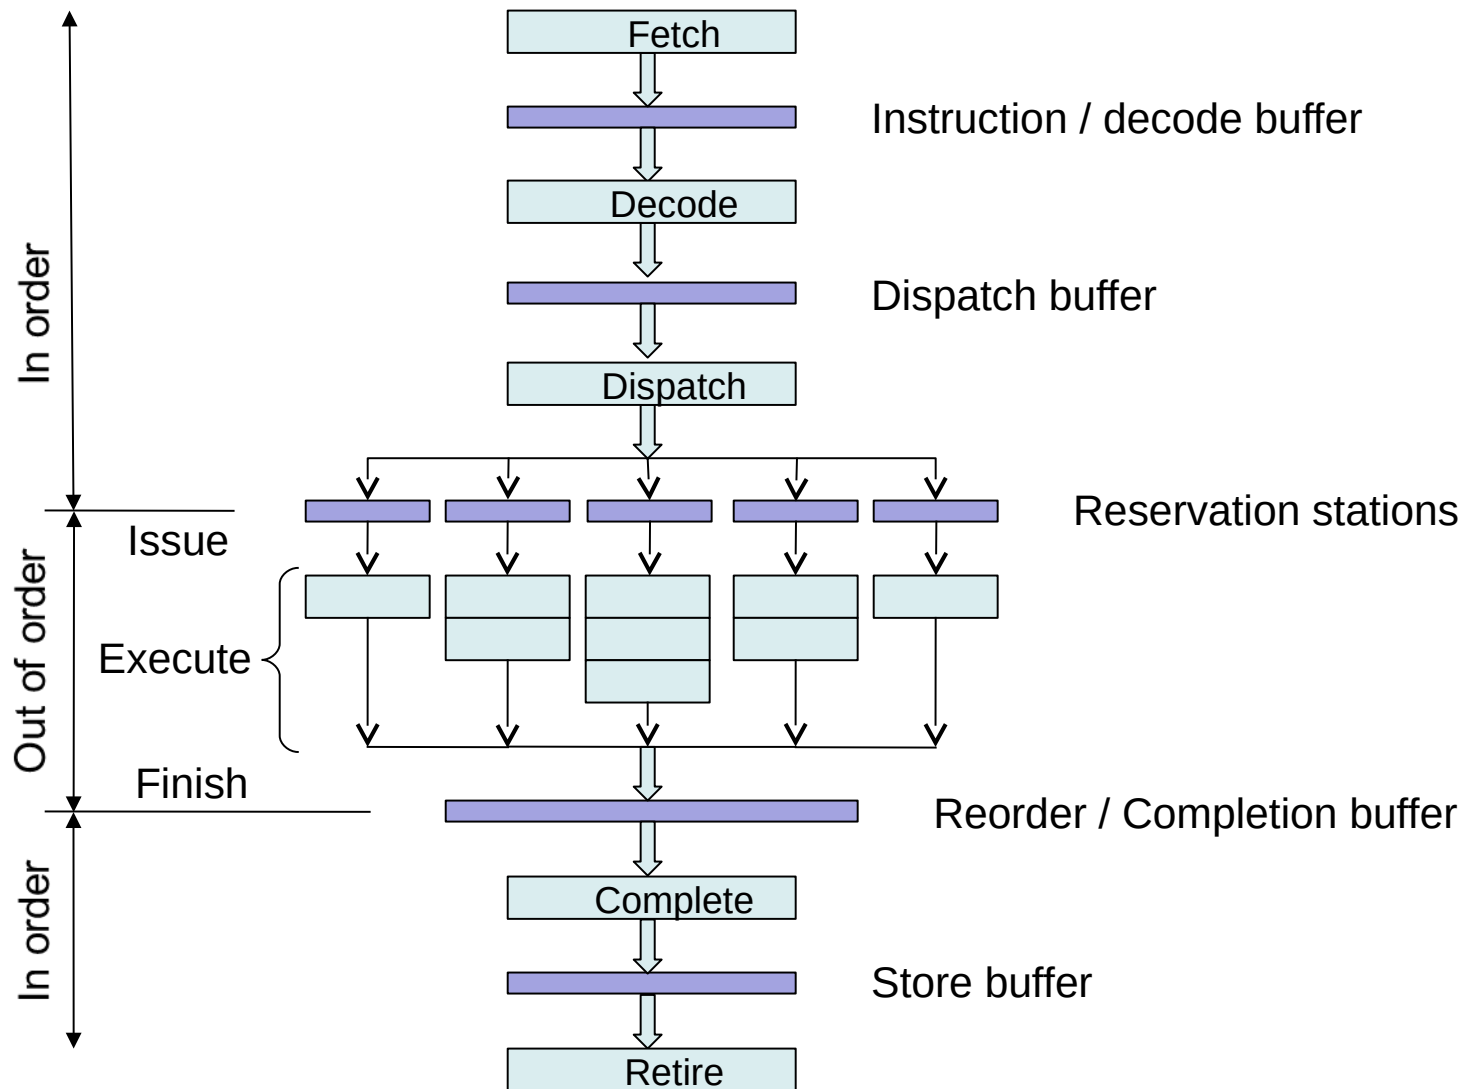 Fetch
Instruction / decode buffer
Decode
In order
Dispatch buffer
Dispatch
Reservation stations
Issue
Out of order
Execute
Finish
Reorder / Completion buffer
Complete
In order
Store buffer
Retire